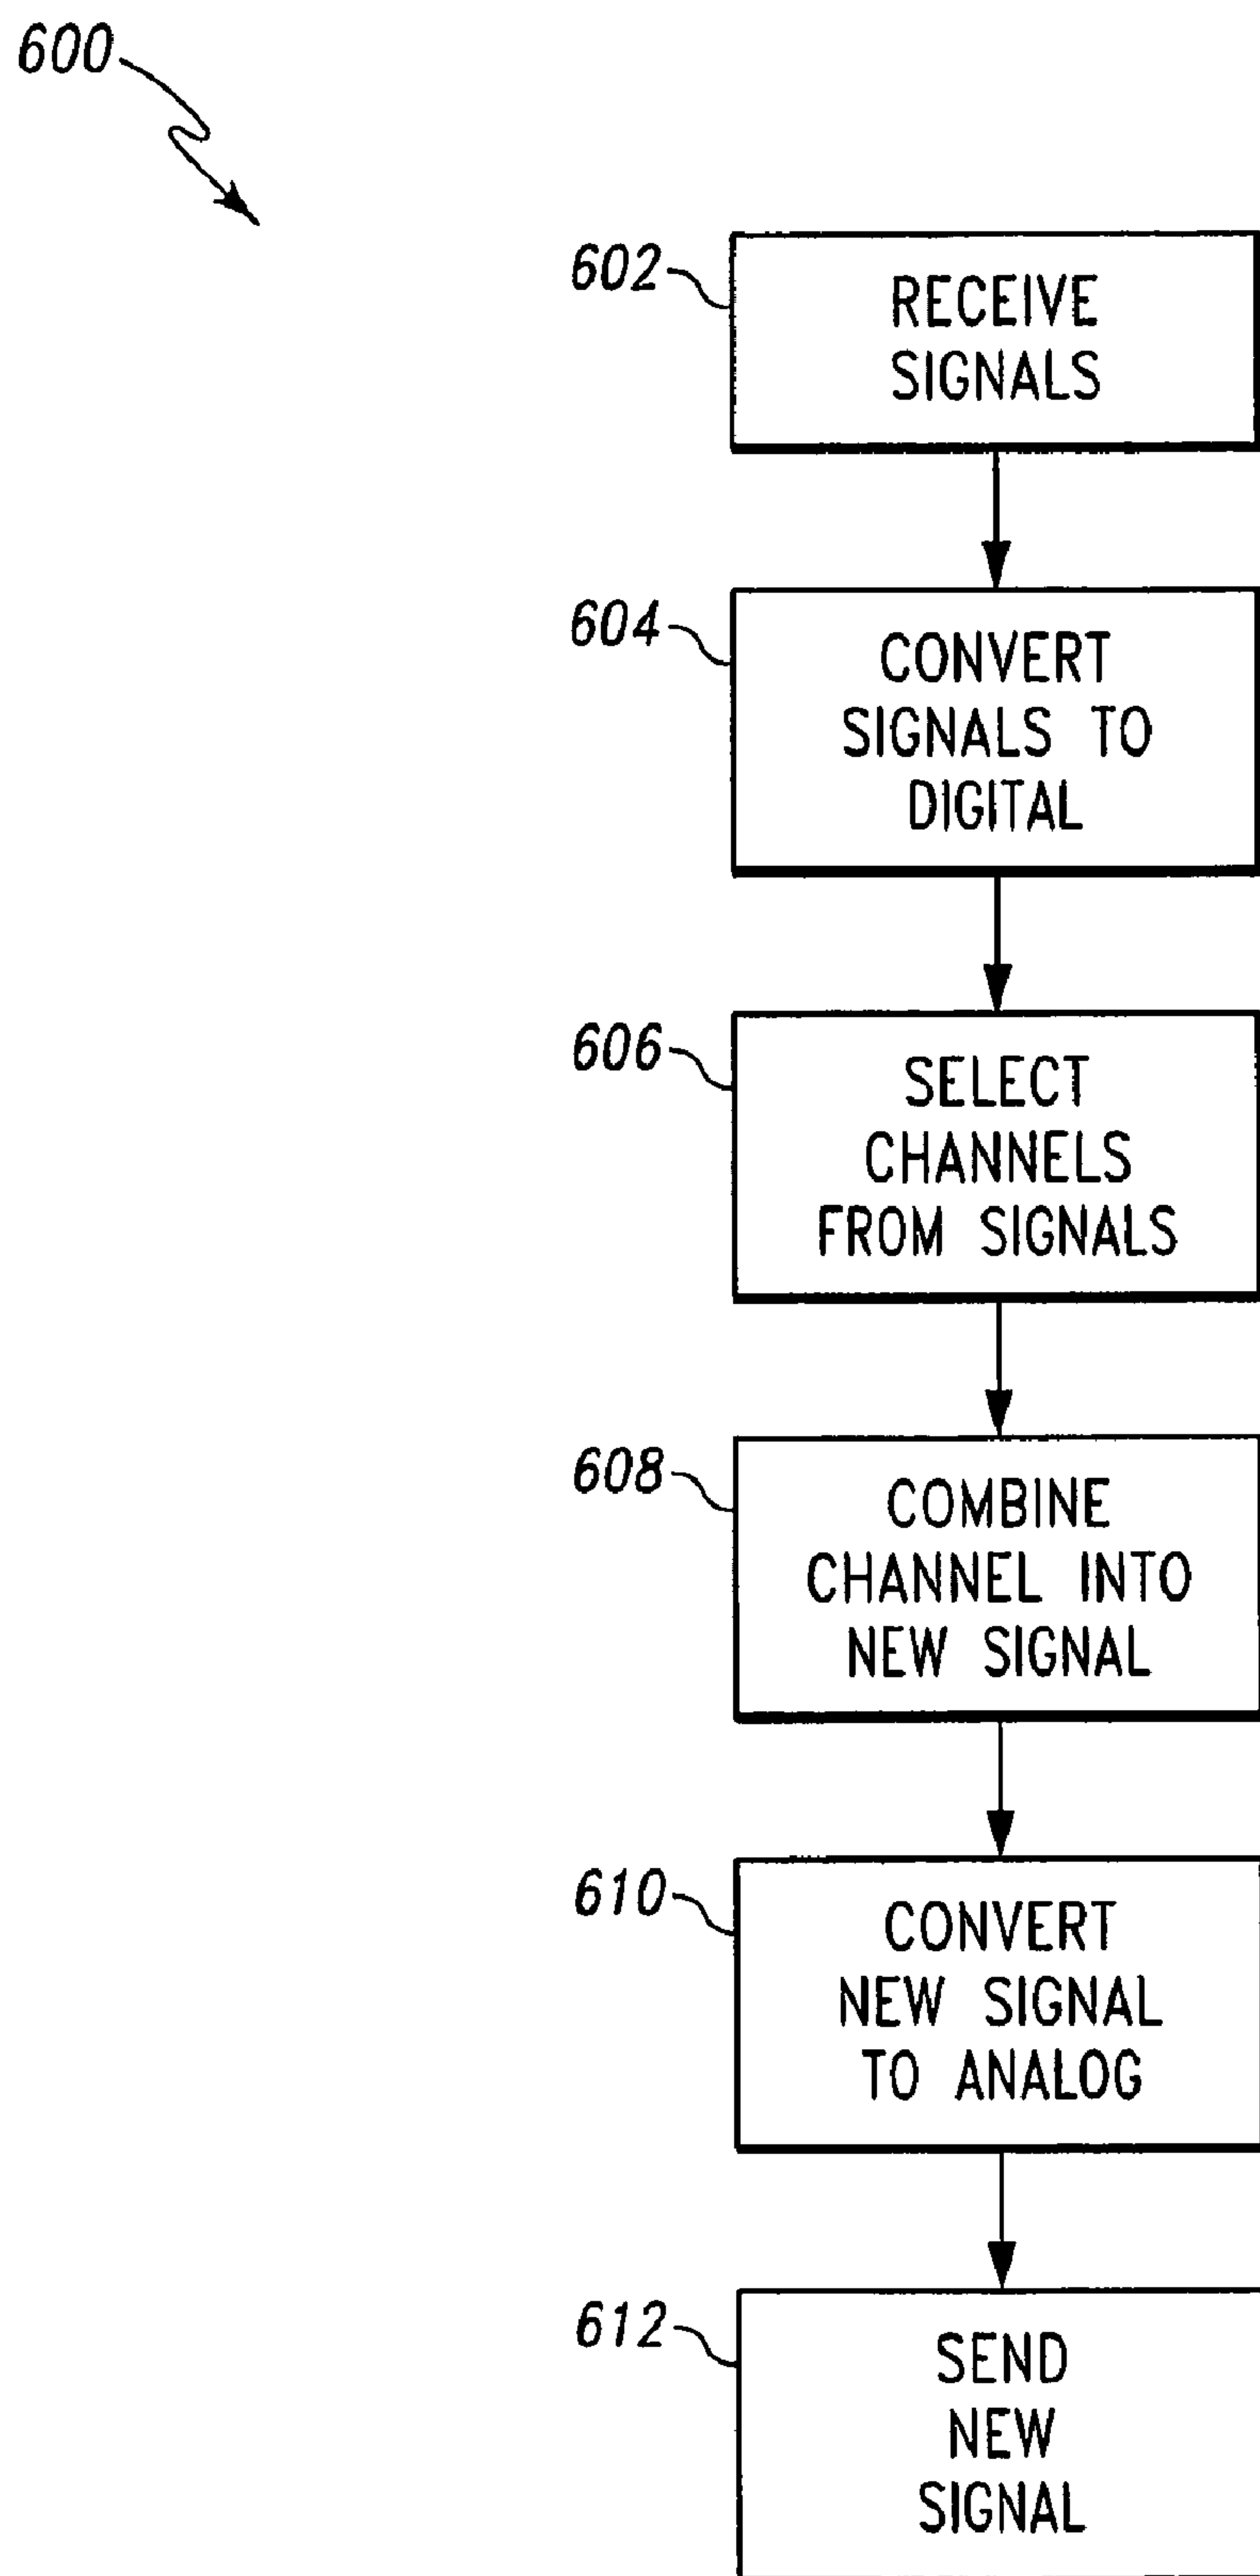 600
602
RECEIVE
SIGNALS
604
CONVERT
SIGNALS TO
DIGITAL
606
SELECT
CHANNELS
FROM SIGNALS
608
COMBINE
CHANNEL INTO
NEW SIGNAL
610
CONVERT
NEW SIGNAL
TO ANALOG
612
SEND
NEW
SIGNAL